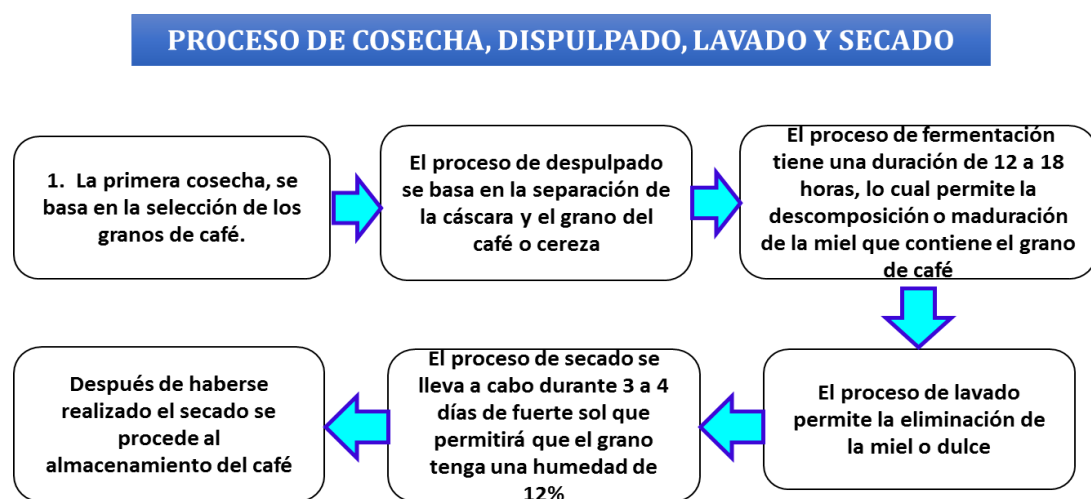 PROCESO DE COSECHA, DISPULPADO, LAVADO Y SECADO
1. La primera cosecha, se
basa en la selección de los
granos de café.
El proceso de despulpado
se basa en la separación de
la cáscara y el grano del
café o cereza
El proceso de fermentación
tiene una duración de 12 a 18
horas, lo cual permite la
descomposición o maduración
de la miel que contiene el grano
de café
El proceso de lavado
permite la eliminación de
la miel o dulce
El proceso de secado se
lleva a cabo durante 3 a 4
días de fuerte sol que
permitirá que el grano
tenga una humedad de
12%
Después de haberse
realizado el secado se
procede al
almacenamiento del café